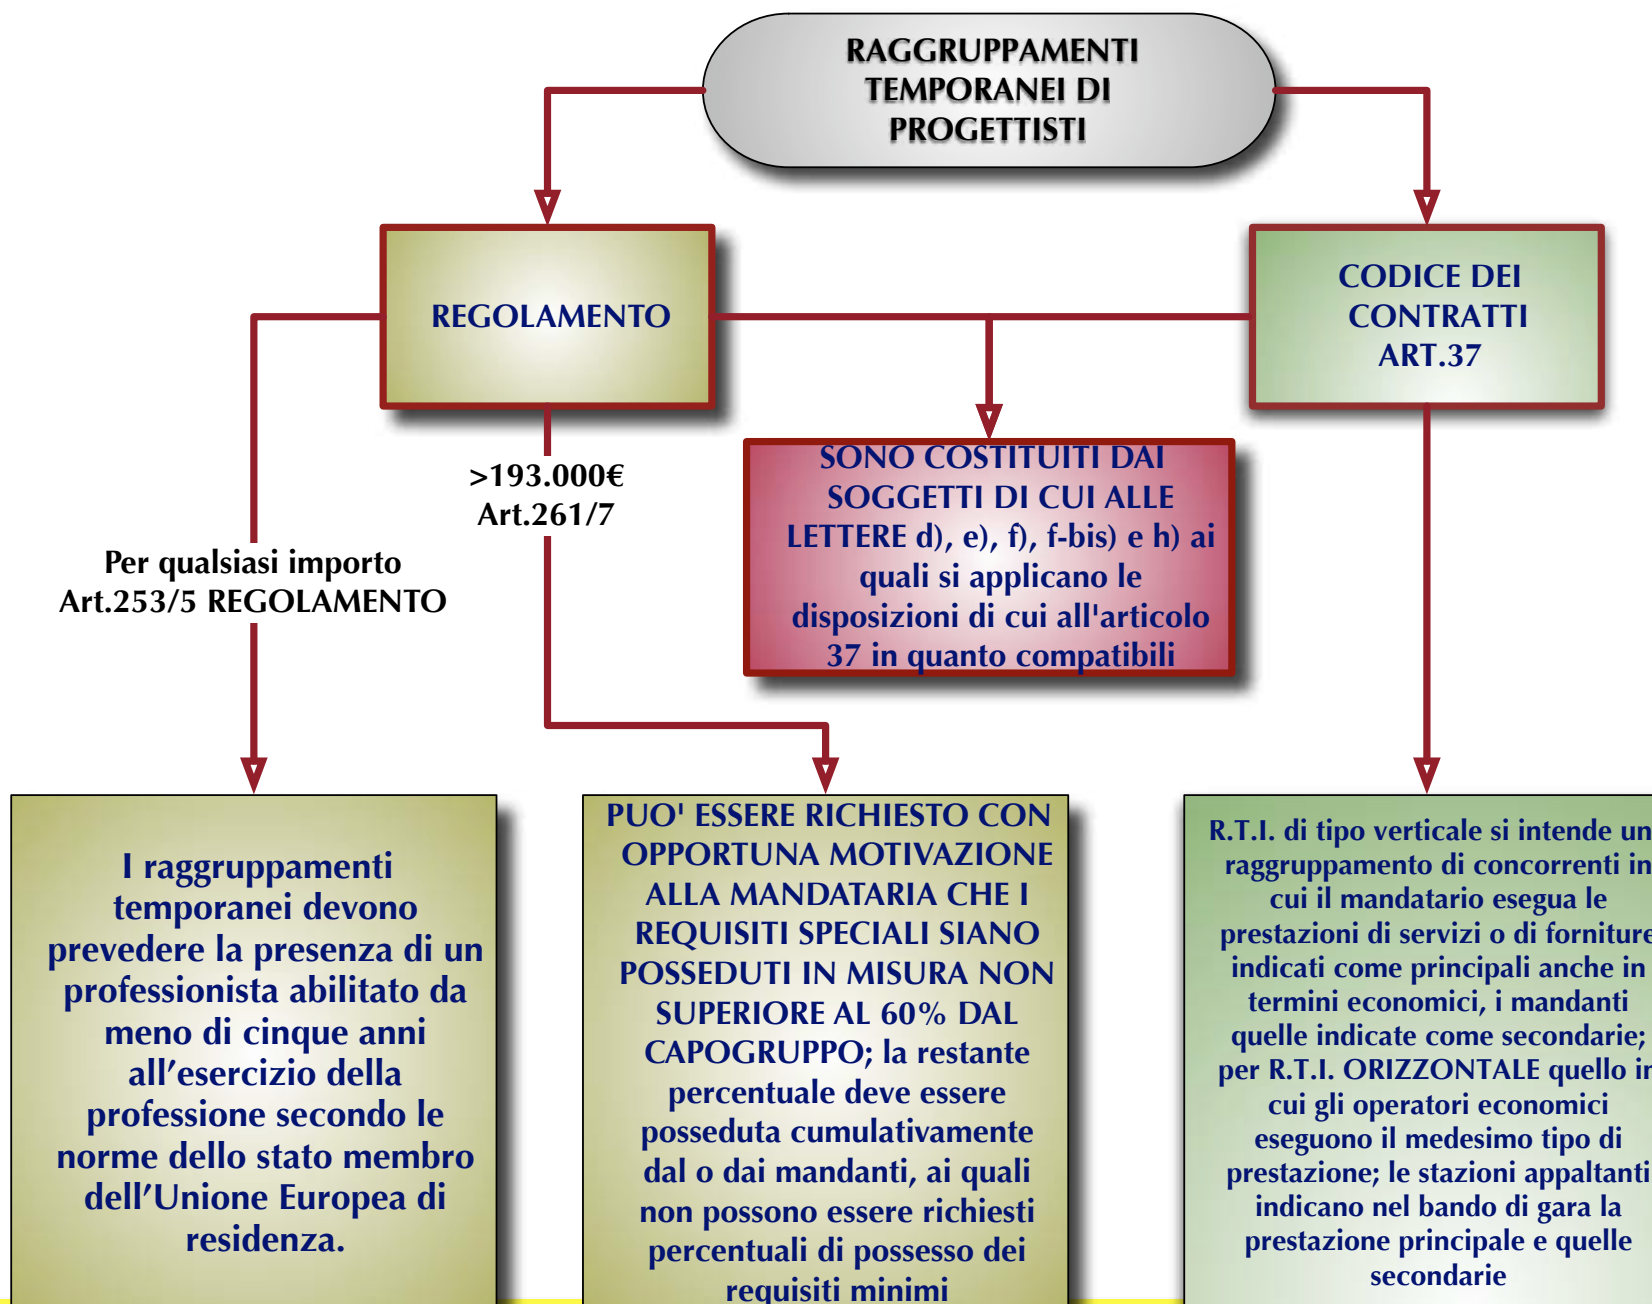 RAGGRUPPAMENTI
TEMPORANEI DI
PROGETTISTI
REGOLAMENTO
CODICE DEI
CONTRATTI
ART.37
>193.000€
Art.261/7
Per qualsiasi importo
Art.253/5 REGOLAMENTO
SONO COSTITUITI DAI
SOGGETTI DI CUI ALLE
LETTERE d), e), f), f-bis) e h) ai
quali si applicano le
disposizioni di cui all'articolo
37 in quanto compatibili
I raggruppamenti
temporanei devono
prevedere la presenza di un
professionista abilitato da
meno di cinque anni
all’esercizio della
professione secondo le
norme dello stato membro
dell’Unione Europea di
residenza.
PUO' ESSERE RICHIESTO CON
OPPORTUNA MOTIVAZIONE
ALLA MANDATARIA CHE I
REQUISITI SPECIALI SIANO
POSSEDUTI IN MISURA NON
SUPERIORE AL 60% DAL
CAPOGRUPPO; la restante
percentuale deve essere
posseduta cumulativamente
dal o dai mandanti, ai quali
non possono essere richiesti
percentuali di possesso dei
requisiti minimi
R.T.I. di tipo verticale si intende un
raggruppamento di concorrenti in
cui il mandatario esegua le
prestazioni di servizi o di forniture
indicati come principali anche in
termini economici, i mandanti
quelle indicate come secondarie;
per R.T.I. ORIZZONTALE quello in
cui gli operatori economici
eseguono il medesimo tipo di
prestazione; le stazioni appaltanti
indicano nel bando di gara la
prestazione principale e quelle
secondarie